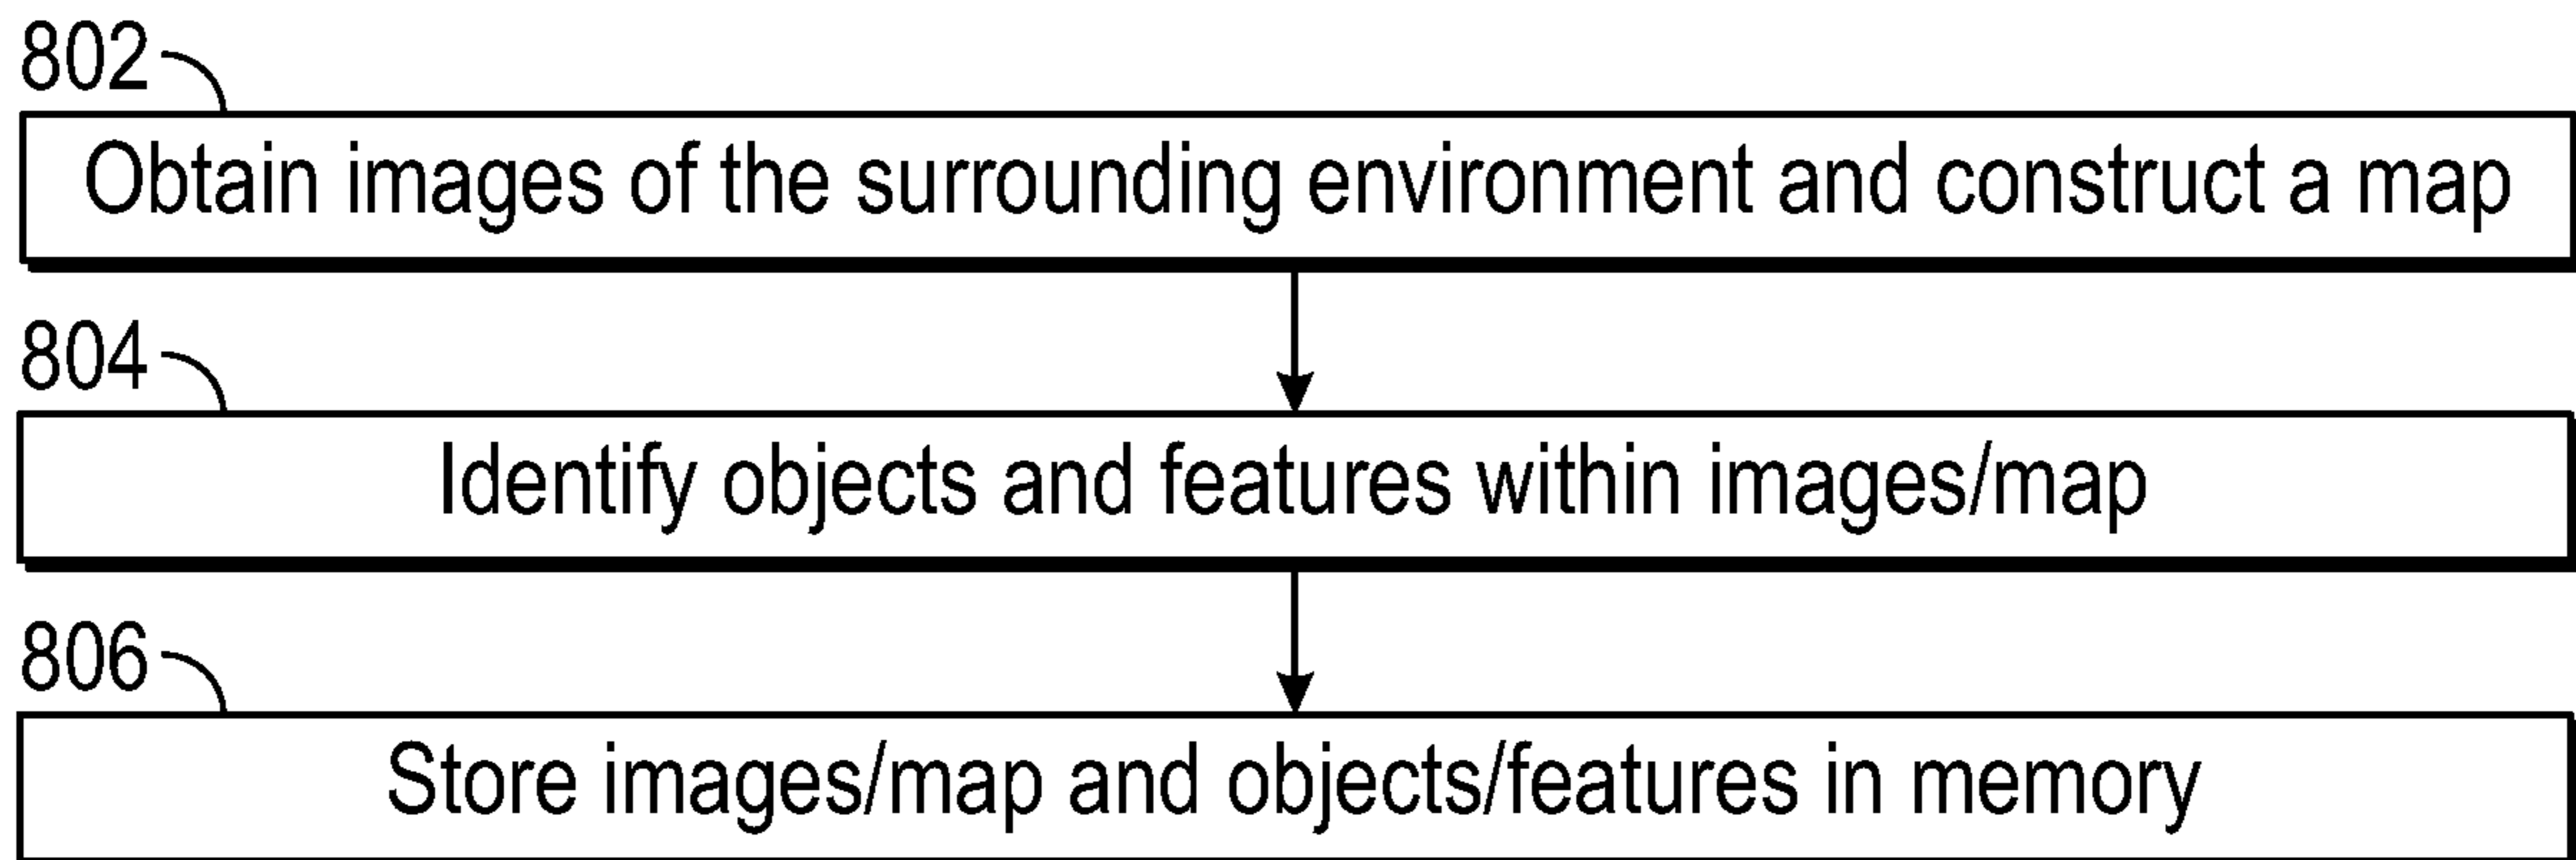 802
Obtain images of the surrounding environment and construct a map
804
Identify objects and features within images/map
806
Store images/map and objects/features in memory